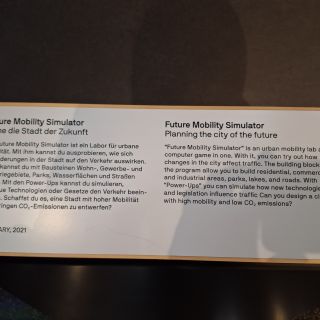 ure Mobility Simulator
e die Stadt der Zukunft
uture Mobility Simulator ist ein Labor für urbane
ität. Mit ihm kannst du ausprobieren, wie sich
derungen in der Stadt auf den Verkehr auswirken.
kannst du mit Bausteinen Wohn-, Gewerbe- und
riegebiete, Parks, Wasserflächen und Straßen
Mit den Power-Ups kannst du simulieren,
ue Technologien oder Gesetze den Verkehr beein-
. Schaffst du es, eine Stadt mit hoher Mobilität
ringen CO₂-Emissionen zu entwerfen?
ARY, 2021
Future Mobility Simulator
Planning the city of the future
"Future Mobility Simulator" is an urban mobility lab a
computer game in one. With it, you can try out how
changes in the city affect traffic. The building block
the program allow you to build residential, commerc
and industrial areas, parks, lakes, and roads. With
"Power-Ups" you can simulate how new technologie
and legislation influence traffic Can you design a ci
with high mobility and low CO₂ emissions?